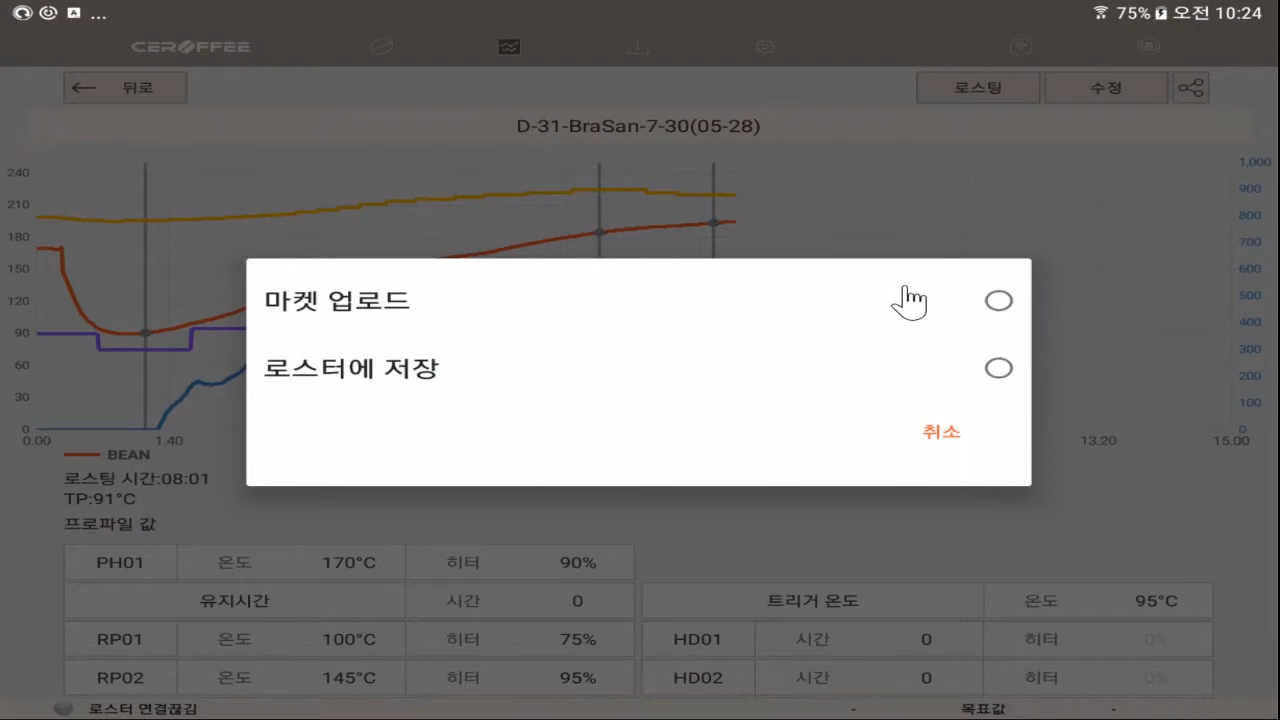 A ... 75% 오전 10:24
CEROFFEE
뒤로 로스팅 수정
D-31-BraSan-7-30(05-28)
240
210
180
150
120
90
60
30
0
1,000
900
800
700
600
500
400
300
200
100
0
마켓 업로드
로스터에 저장
취소
0.00 1.40 13.20 15.00
BEAN
로스팅 시간:08:01
TP:91°C
프로파일 값
PH01 온도 170°C 히터 90%
유지시간 시간 0 트리거 온도 온도 95°C
RP01 온도 100°C 히터 75% HD01 시간 0 히터 0%
RP02 온도 145°C 히터 95% HD02 시간 0 히터 0%
로스터 연결끊김 - 목표값 -